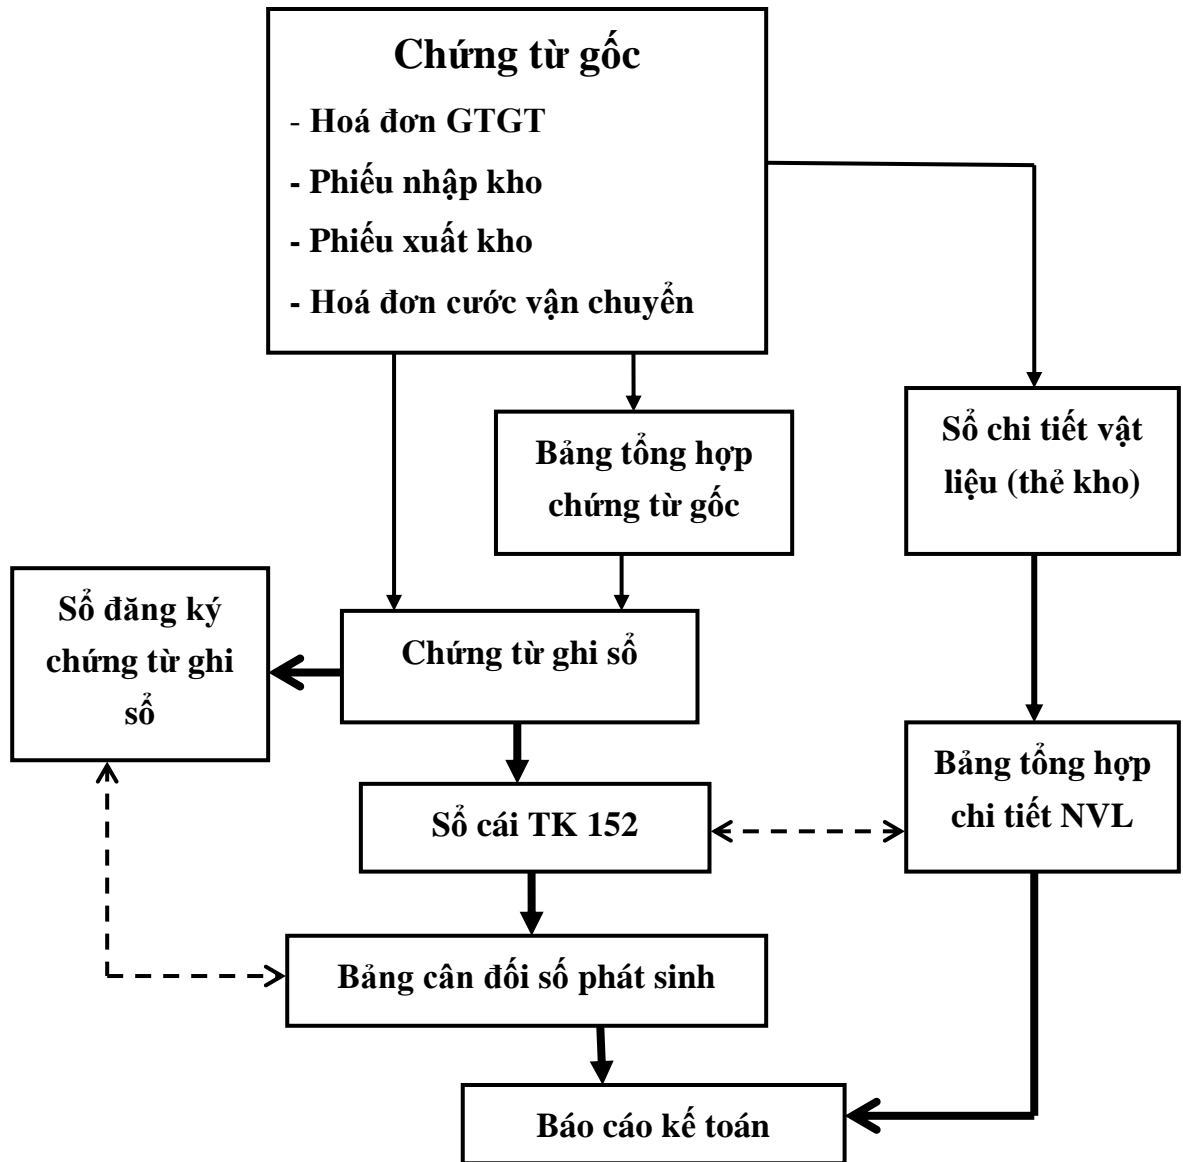 Chứng từ gốc
- Hoá đơn GTGT
- Phiếu nhập kho
- Phiếu xuất kho
- Hoá đơn cước vận chuyển
Bảng tổng hợp
chứng từ gốc
Sổ chi tiết vật
liệu (thẻ kho)
Sổ đăng ký
chứng từ ghi
sổ
Chứng từ ghi sổ
Sổ cái TK 152
Bảng tổng hợp
chi tiết NVL
Bảng cân đối số phát sinh
Báo cáo kế toán